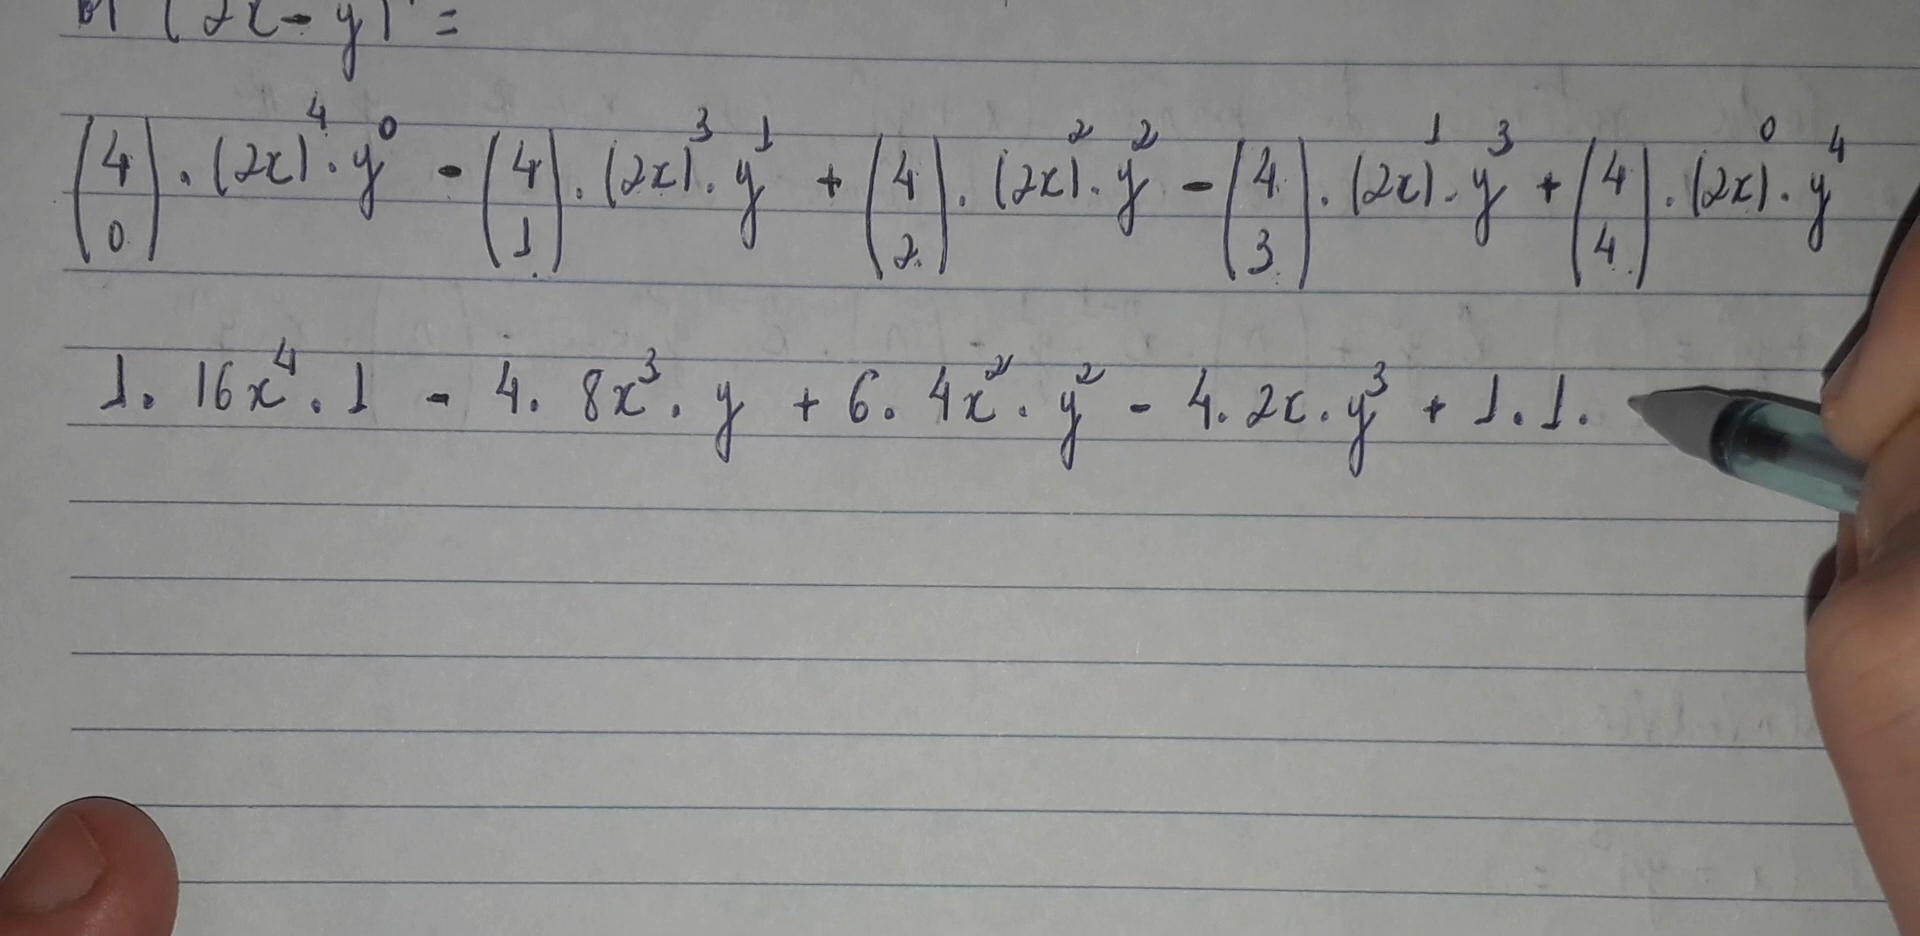 (2x - y) =
(4 0) · (2x)⁴ · y⁰ - (4 1) · (2x)³ · y¹ + (4 2) · (2x)² · y² - (4 3) · (2x)¹ · y³ + (4 4) · (2x)⁰ · y⁴
1 · 16x⁴ · 1 - 4 · 8x³ · y + 6 · 4x² · y² - 4 · 2x · y³ + 1 · 1 ·